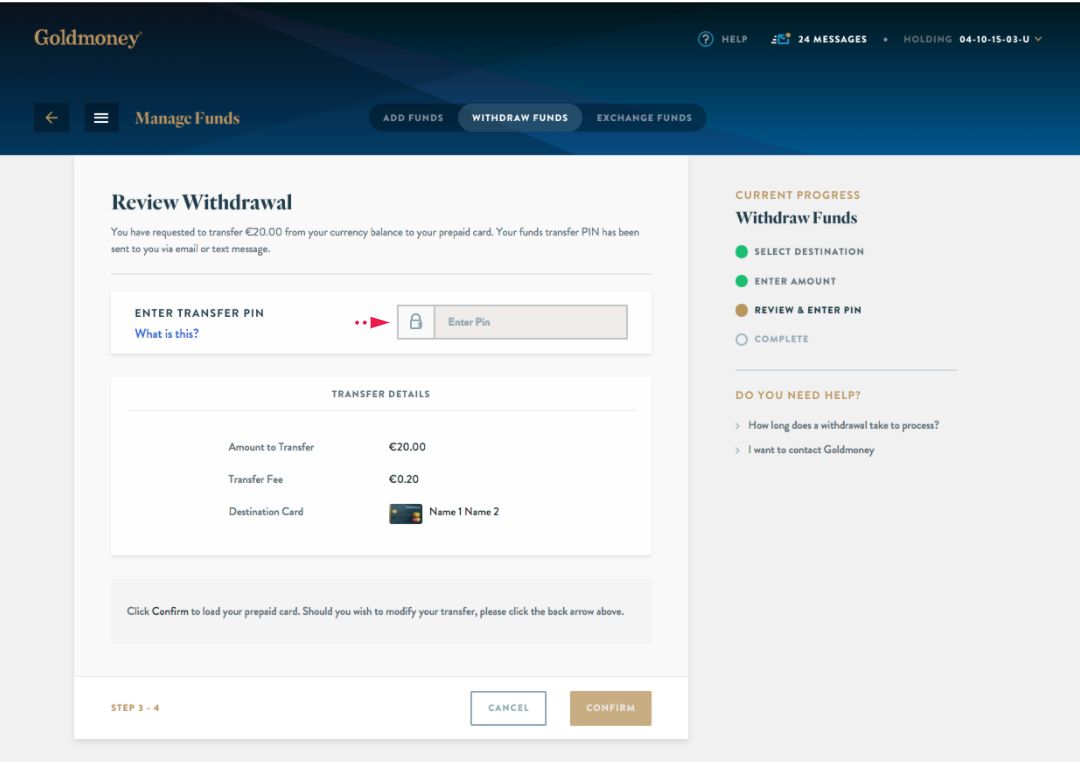 Goldmoney®
HELP
24 MESSAGES • HOLDING 04-10-15-03-U
Manage Funds
ADD FUNDS
WITHDRAW FUNDS
EXCHANGE FUNDS
Review Withdrawal
You have requested to transfer €20.00 from your currency balance to your prepaid card. Your funds transfer PIN has been
sent to you via email or text message.
ENTER TRANSFER PIN
What is this?
Enter Pin
TRANSFER DETAILS
Amount to Transfer €20.00
Transfer Fee €0.20
Destination Card Name 1 Name 2
Click Confirm to load your prepaid card. Should you wish to modify your transfer, please click the back arrow above.
STEP 3 - 4
CANCEL
CONFIRM
CURRENT PROGRESS
Withdraw Funds
SELECT DESTINATION
ENTER AMOUNT
REVIEW & ENTER PIN
COMPLETE
DO YOU NEED HELP?
How long does a withdrawal take to process?
I want to contact Goldmoney